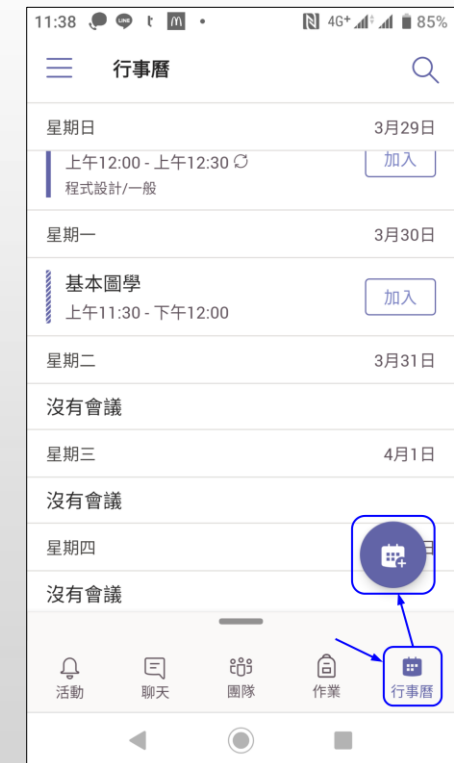 11:38 4G+ 85%
行事曆
星期日 3月29日
上午12:00 - 上午12:30 加入
程式設計/一般
星期一 3月30日
基本圖學
上午11:30 - 下午12:00 加入
星期二 3月31日
沒有會議
星期三 4月1日
沒有會議
星期四 日
沒有會議
活動 聊天 團隊 作業 行事曆